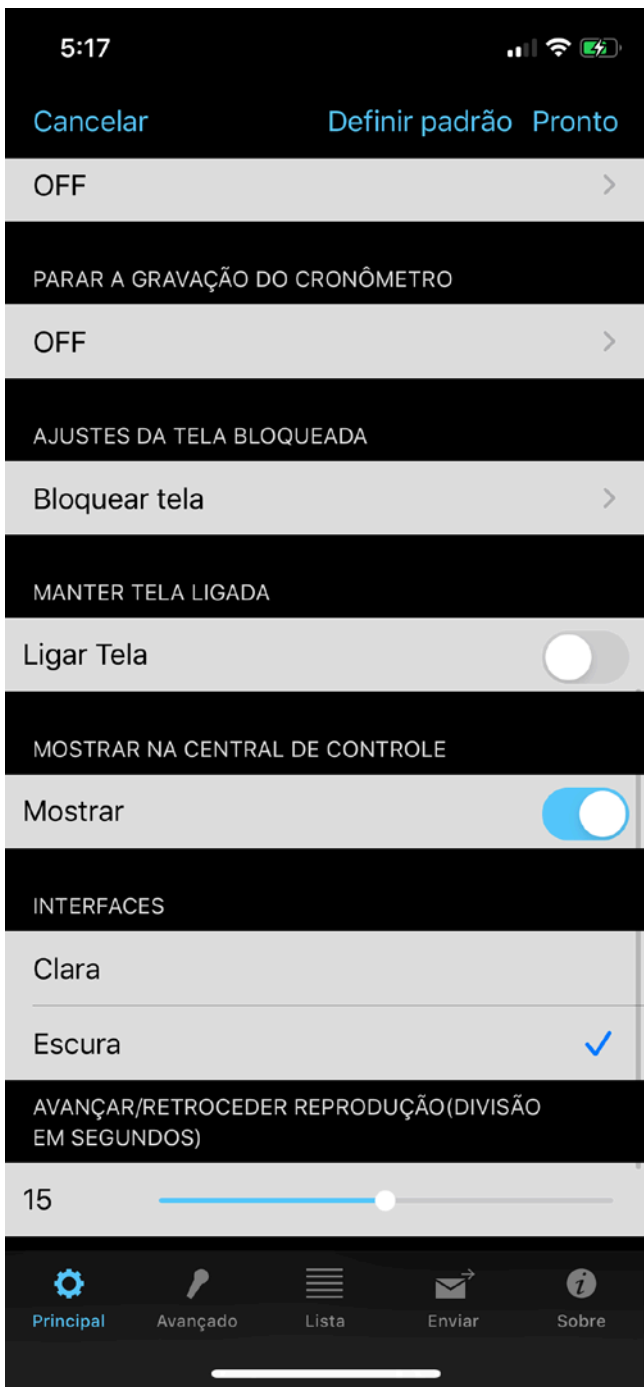 5:17
Cancelar Definir padrão Pronto
OFF
PARAR A GRAVAÇÃO DO CRONÔMETRO
OFF
AJUSTES DA TELA BLOQUEADA
Bloquear tela
MANTER TELA LIGADA
Ligar Tela
MOSTRAR NA CENTRAL DE CONTROLE
Mostrar
INTERFACES
Clara
Escura
AVANÇAR/RETROCEDER REPRODUÇÃO(DIVISÃO
EM SEGUNDOS)
15
Principal Avançado Lista Enviar Sobre